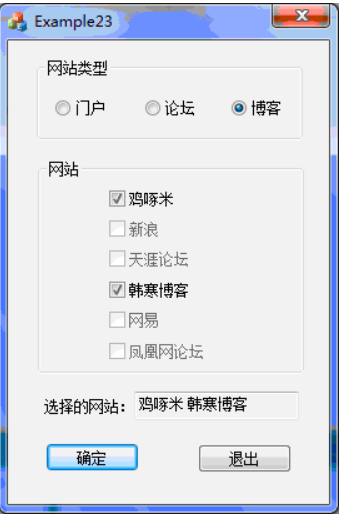 Example23
网站类型
门户 论坛 博客
网站
鸡啄米
新浪
天涯论坛
韩寒博客
网易
凤凰网论坛
选择的网站： 鸡啄米 韩寒博客
确定 退出